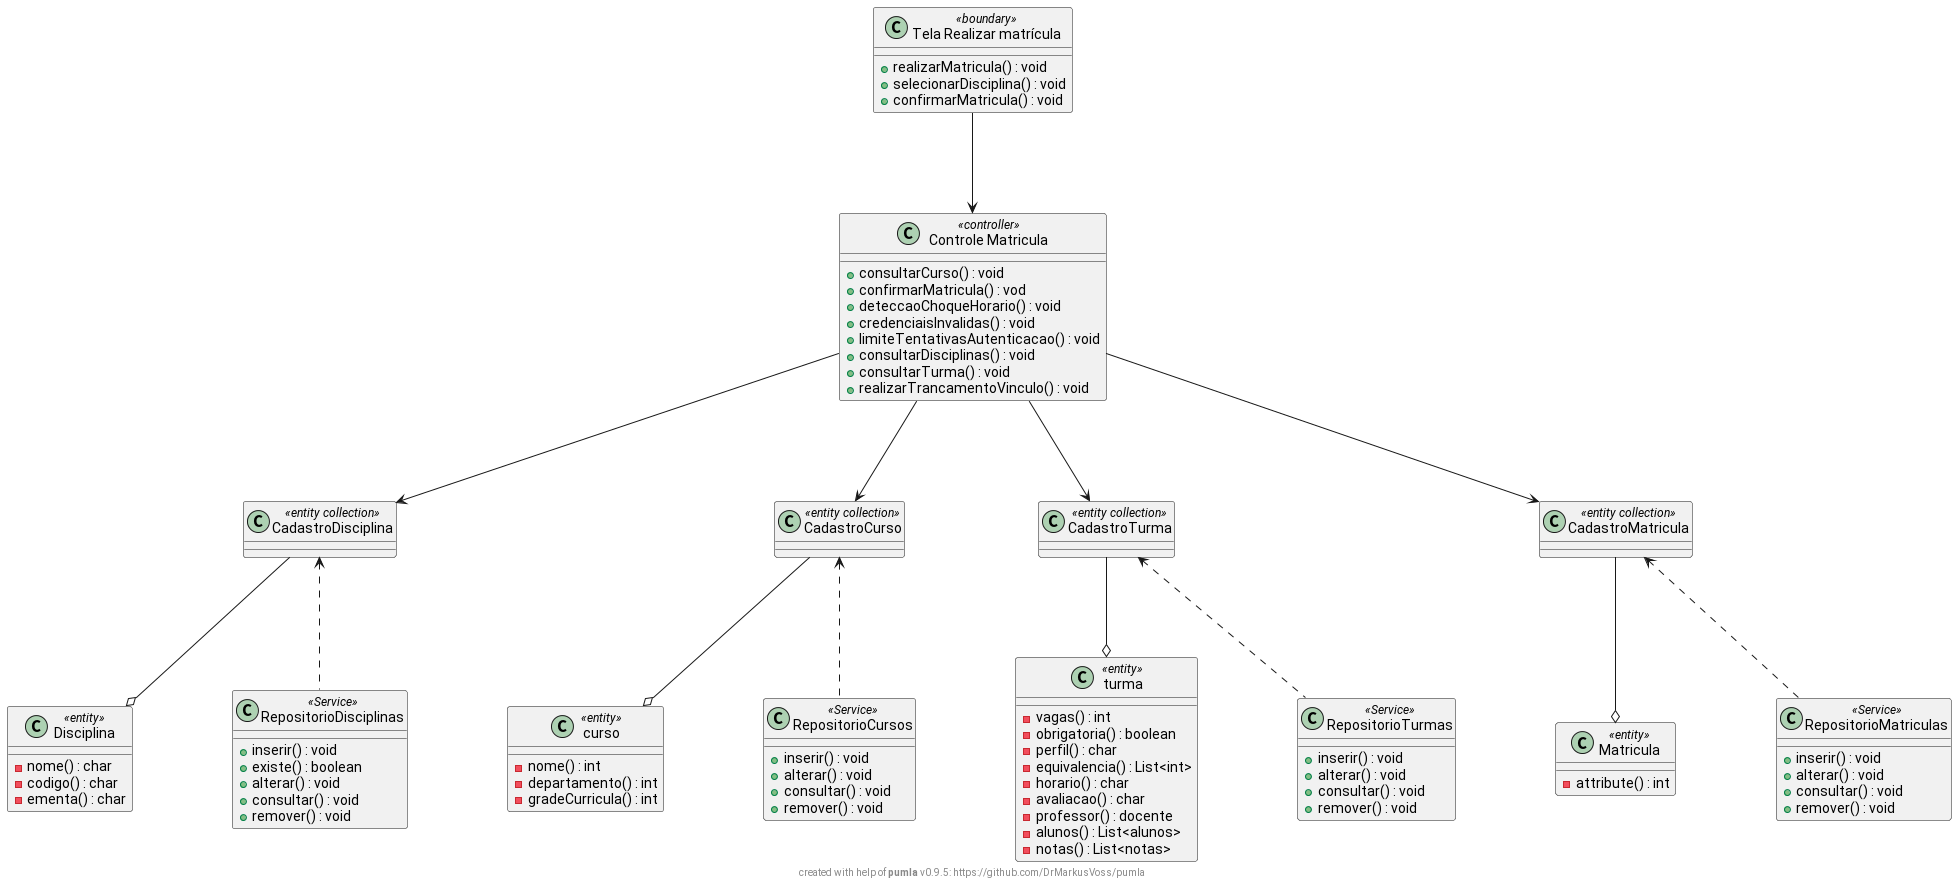 «boundary»
C
Tela Realizar matrícula
realizarMatricula() : void
selecionarDisciplina() : void
confirmarMatricula() : void
«controller»
C
Controle Matricula
consultarCurso() : void
confirmarMatricula() : vod
deteccaoChoqueHorario() : void
credenciaisInvalidas() : void
limiteTentativasAutenticacao() : void
consultarDisciplinas() : void
consultarTurma() : void
realizarTrancamentoVinculo() : void
«entity collection»
C
CadastroDisciplina
«entity collection»
C
CadastroCurso
«entity collection»
C
CadastroTurma
«entity collection»
C
CadastroMatricula
«entity»
C
Disciplina
nome() : char
codigo() : char
ementa() : char
«Service»
C
RepositorioDisciplinas
inserir() : void
existe() : boolean
alterar() : void
consultar() : void
remover() : void
«entity»
C
curso
nome() : int
departamento() : int
gradeCurricula() : int
«Service»
C
RepositorioCursos
inserir() : void
alterar() : void
consultar() : void
remover() : void
«entity»
C
turma
vagas() : int
obrigatoria() : boolean
perfil() : char
equivalencia() : List<int>
horario() : char
avaliacao() : char
professor() : docente
alunos() : List<alunos>
notas() : List<notas>
«Service»
C
RepositorioTurmas
inserir() : void
alterar() : void
consultar() : void
remover() : void
«entity»
C
Matricula
attribute() : int
«Service»
C
RepositorioMatriculas
inserir() : void
alterar() : void
consultar() : void
remover() : void
created with help of pumla v0.9.5: https://github.com/DrMarkusVoss/pumla